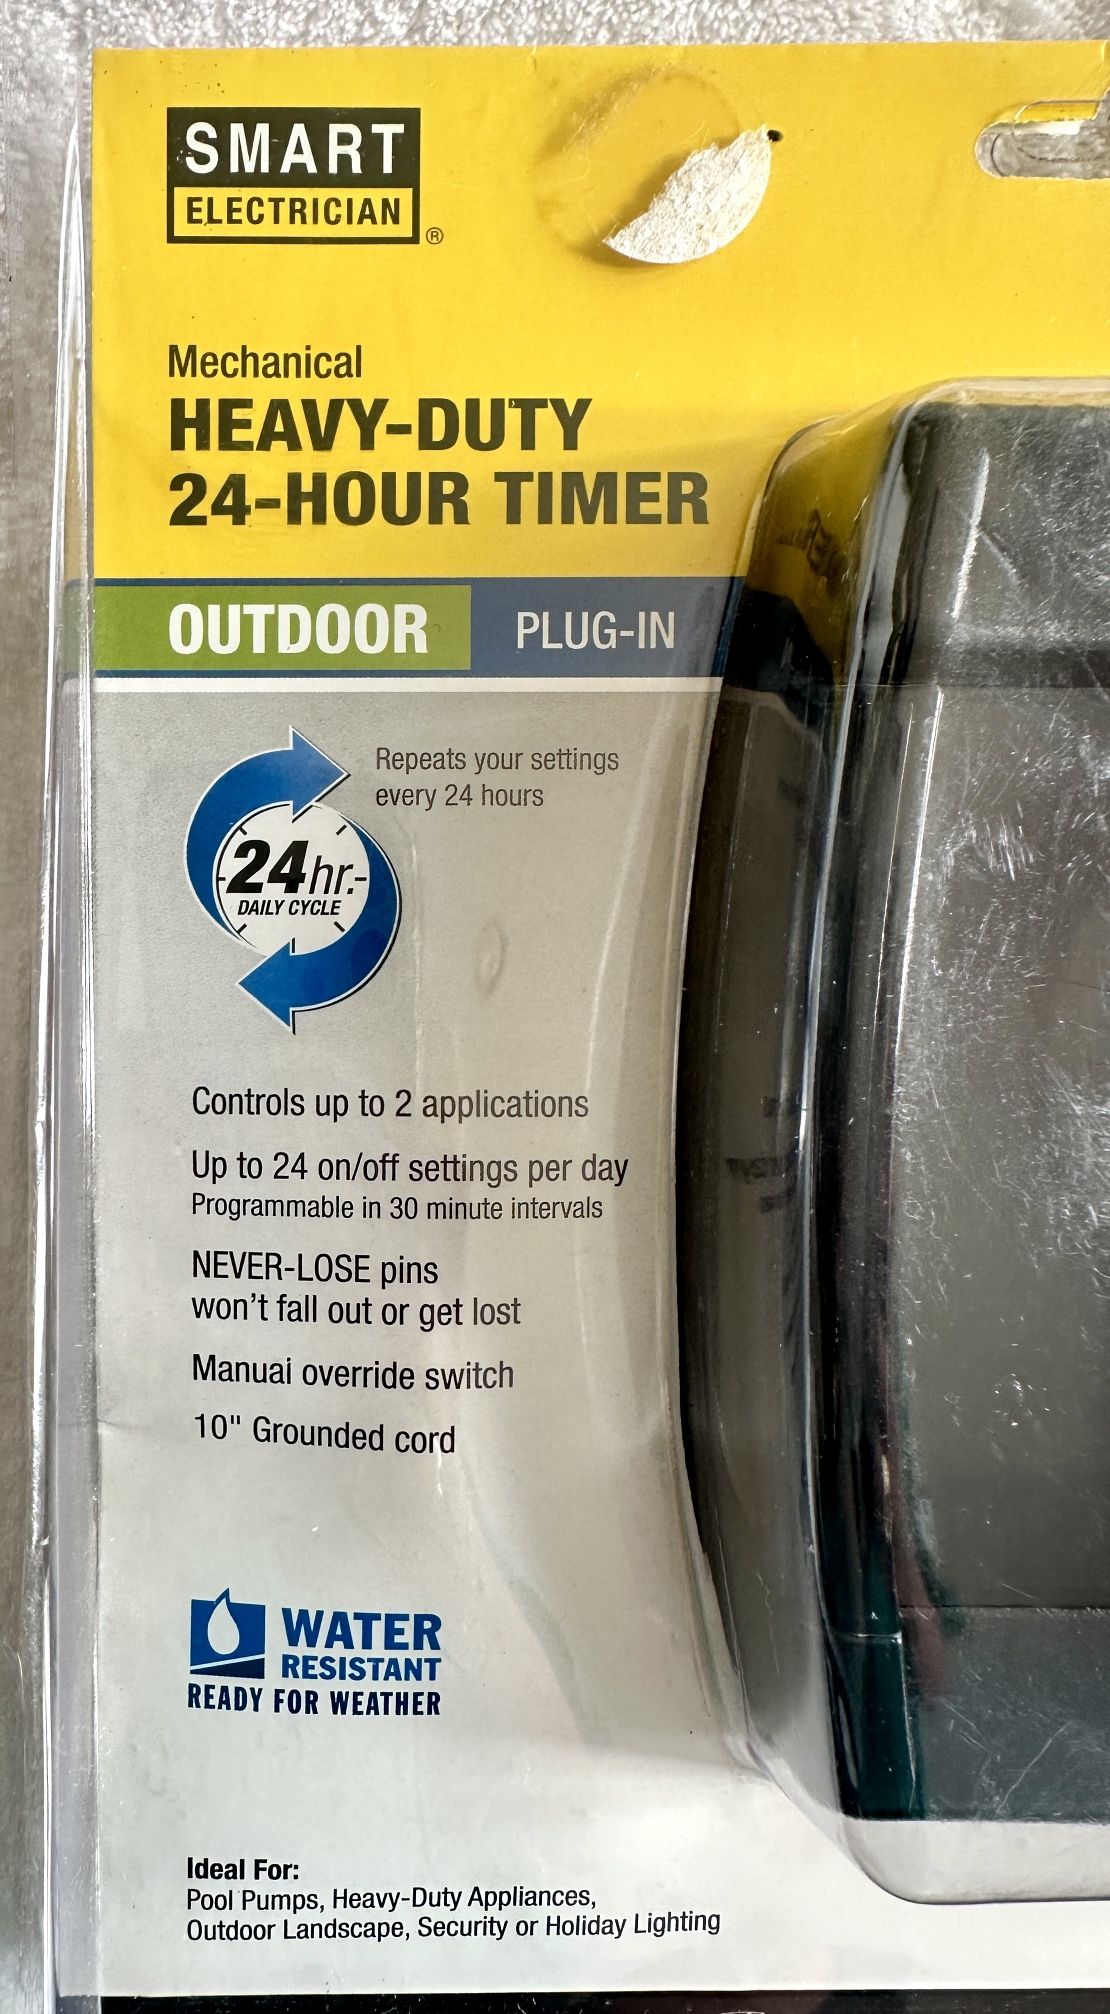 SMART
ELECTRICIAN®
Mechanical
HEAVY-DUTY
24-HOUR TIMER
OUTDOOR PLUG-IN
Repeats your settings
every 24 hours
24hr.
DAILY CYCLE
Controls up to 2 applications
Up to 24 on/off settings per day
Programmable in 30 minute intervals
NEVER-LOSE pins
won't fall out or get lost
Manual override switch
10" Grounded cord
WATER
RESISTANT
READY FOR WEATHER
Ideal For:
Pool Pumps, Heavy-Duty Appliances,
Outdoor Landscape, Security or Holiday Lighting